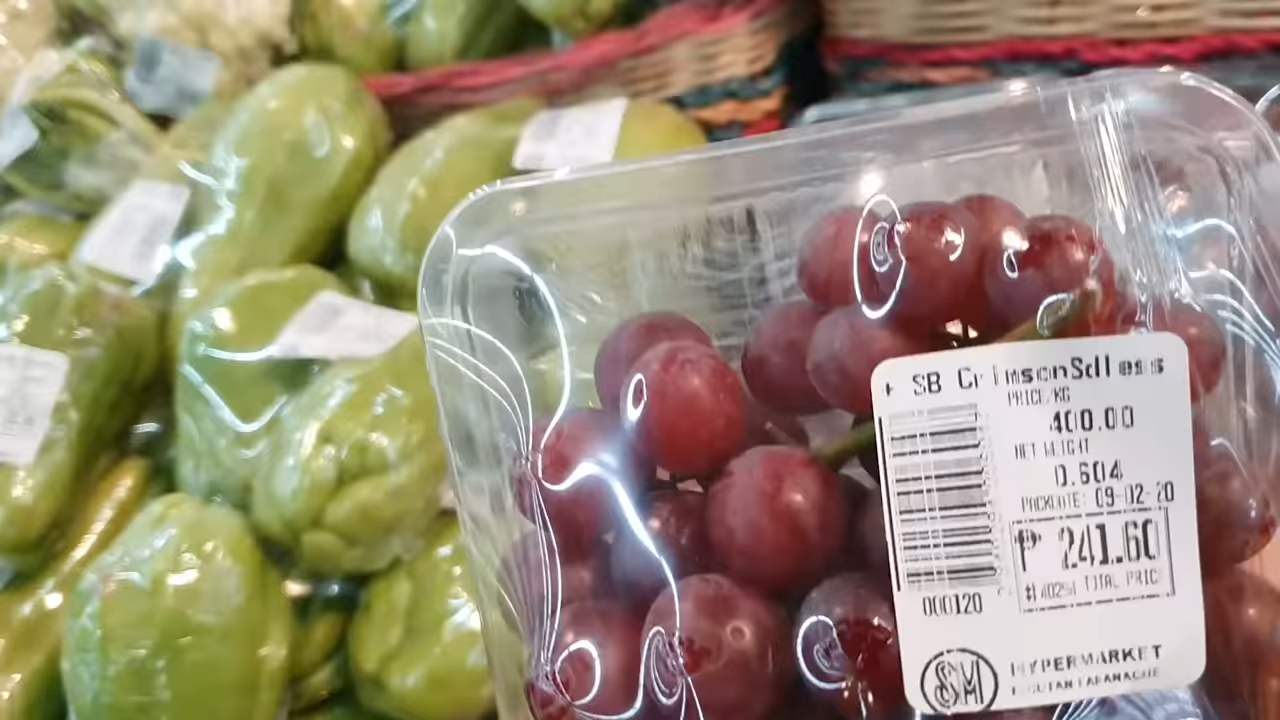 SB CrimsonSdless
PRICE/KG
400.00
NET WEIGHT
0.604
PACKDATE: 09-02-20
₱ 241.60
TOTAL PRICE
000120
SM HYPERMARKET